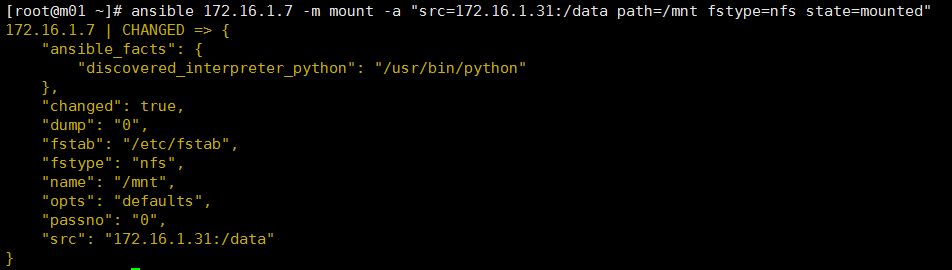 [root@m01 ~]# ansible 172.16.1.7 -m mount -a "src=172.16.1.31:/data path=/mnt fstype=nfs state=mounted"
172.16.1.7 | CHANGED => {
    "ansible_facts": {
        "discovered_interpreter_python": "/usr/bin/python"
    },
    "changed": true,
    "dump": "0",
    "fstab": "/etc/fstab",
    "fstype": "nfs",
    "name": "/mnt",
    "opts": "defaults",
    "passno": "0",
    "src": "172.16.1.31:/data"
}